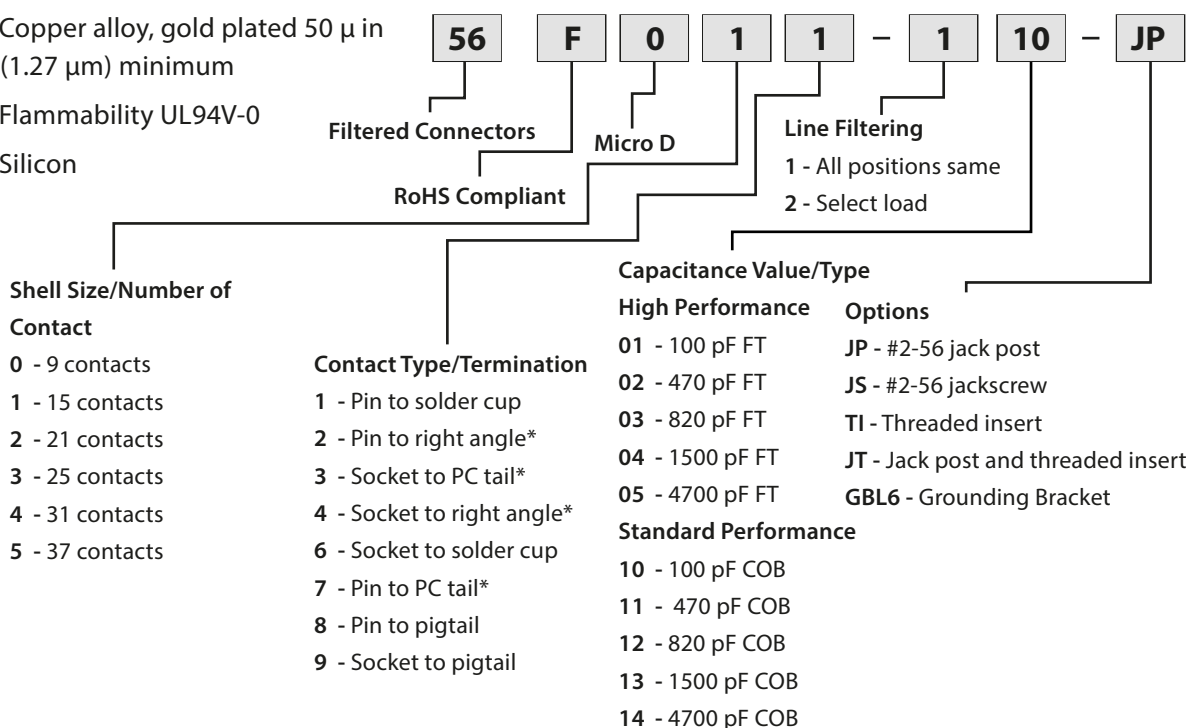 Copper alloy, gold plated 50 µ in
(1.27 µm) minimum
Flammability UL94V-0
Silicon
56 F 0 1 1 – 1 10 – JP
Filtered Connectors
RoHS Compliant
Micro D
Line Filtering
1 - All positions same
2 - Select load
Shell Size/Number of
Contact
0 - 9 contacts
1 - 15 contacts
2 - 21 contacts
3 - 25 contacts
4 - 31 contacts
5 - 37 contacts
Contact Type/Termination
1 - Pin to solder cup
2 - Pin to right angle*
3 - Socket to PC tail*
4 - Socket to right angle*
6 - Socket to solder cup
7 - Pin to PC tail*
8 - Pin to pigtail
9 - Socket to pigtail
Capacitance Value/Type
High Performance
01 - 100 pF FT
02 - 470 pF FT
03 - 820 pF FT
04 - 1500 pF FT
05 - 4700 pF FT
Standard Performance
10 - 100 pF COB
11 - 470 pF COB
12 - 820 pF COB
13 - 1500 pF COB
14 - 4700 pF COB
Options
JP - #2-56 jack post
JS - #2-56 jackscrew
TI - Threaded insert
JT - Jack post and threaded insert
GBL6 - Grounding Bracket